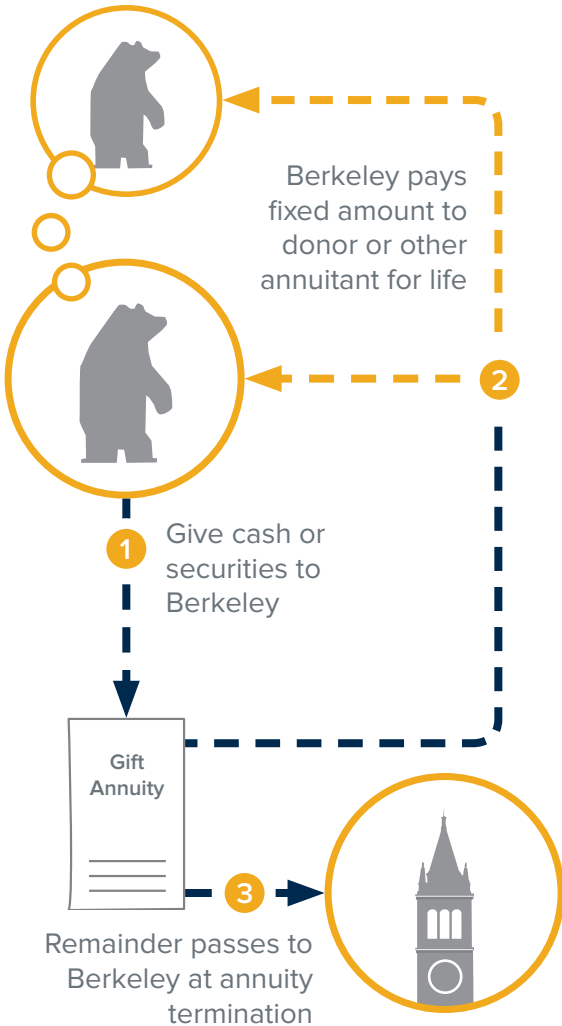 Berkeley pays
fixed amount to
donor or other
annuitant for life
2
1
Give cash or
securities to
Berkeley
Gift
Annuity
3
Remainder passes to
Berkeley at annuity
termination